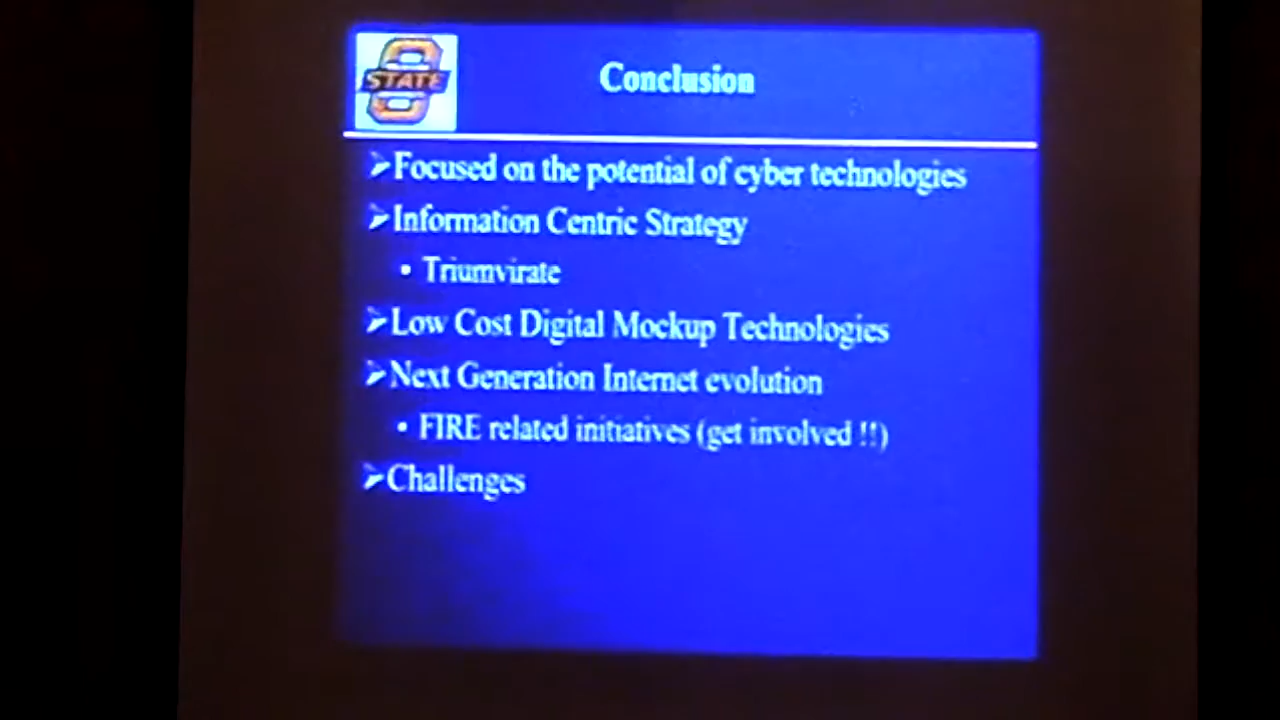 STATE
Conclusion
➢Focused on the potential of cyber technologies
➢Information Centric Strategy
• Triumvirate
➢Low Cost Digital Mockup Technologies
➢Next Generation Internet evolution
• FIRE related initiatives (get involved !!)
➢Challenges